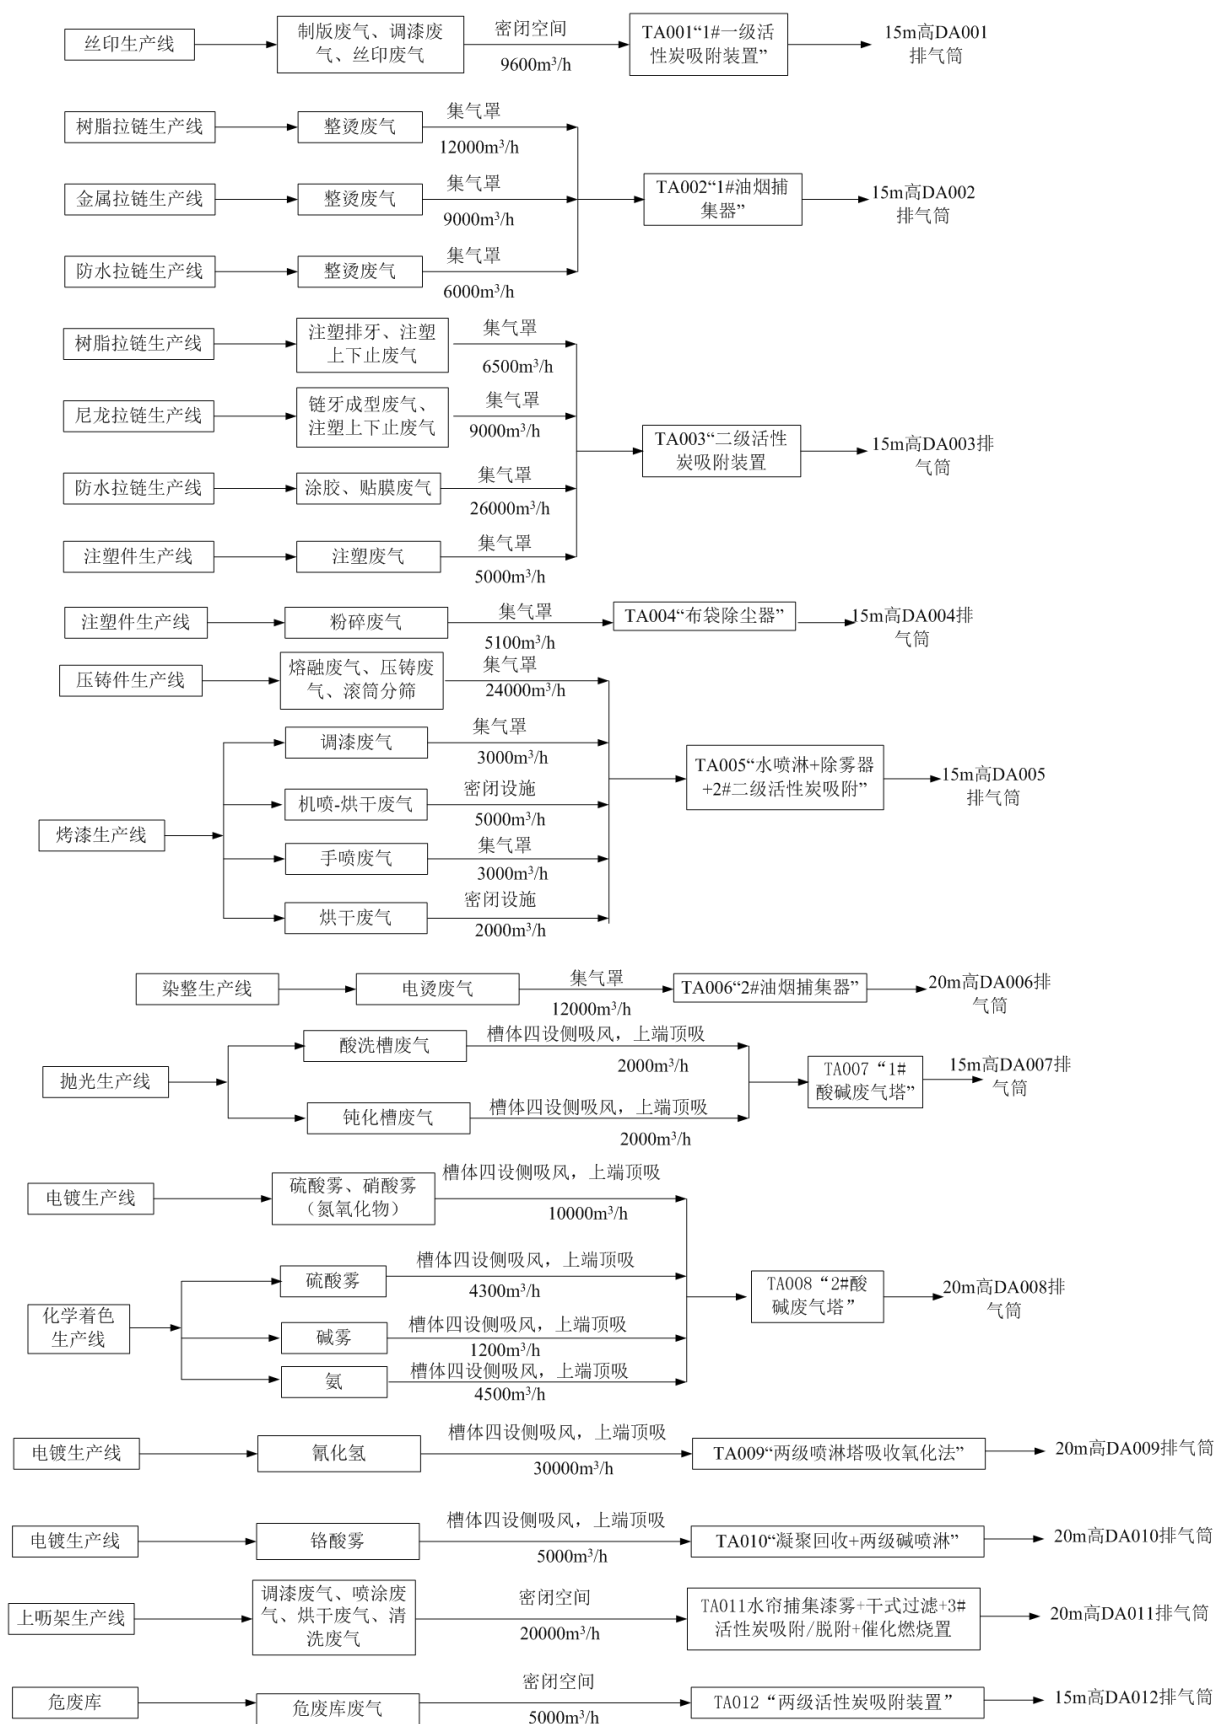 丝印生产线
制版废气、调漆废
气、丝印废气
密闭空间
9600m³/h
TA001“1#一级活
性炭吸附装置”
15m高DA001
排气筒
树脂拉链生产线
整烫废气
集气罩
12000m³/h
金属拉链生产线
整烫废气
集气罩
9000m³/h
TA002“1#油烟捕
集器”
15m高DA002
排气筒
防水拉链生产线
整烫废气
集气罩
6000m³/h
树脂拉链生产线
注塑排牙、注塑
上下止废气
集气罩
6500m³/h
尼龙拉链生产线
链牙成型废气、
注塑上下止废气
集气罩
9000m³/h
TA003“二级活性
炭吸附装置
15m高DA003排
气筒
防水拉链生产线
涂胶、贴膜废气
集气罩
26000m³/h
注塑件生产线
注塑废气
集气罩
5000m³/h
注塑件生产线
粉碎废气
集气罩
5100m³/h
TA004“布袋除尘器”
15m高DA004排
气筒
压铸件生产线
熔融废气、压铸废
气、滚筒分筛
集气罩
24000m³/h
烤漆生产线
调漆废气
集气罩
3000m³/h
机喷-烘干废气
密闭设施
5000m³/h
手喷废气
集气罩
3000m³/h
烘干废气
密闭设施
2000m³/h
TA005“水喷淋+除雾器
+2#二级活性炭吸附”
15m高DA005
排气筒
染整生产线
电烫废气
集气罩
12000m³/h
TA006“2#油烟捕集器”
20m高DA006排
气筒
抛光生产线
酸洗槽废气
槽体四设侧吸风，上端顶吸
2000m³/h
钝化槽废气
槽体四设侧吸风，上端顶吸
2000m³/h
TA007“1#
酸碱废气塔”
15m高DA007排
气筒
电镀生产线
硫酸雾、硝酸雾
（氮氧化物）
槽体四设侧吸风，上端顶吸
10000m³/h
化学着色
生产线
硫酸雾
槽体四设侧吸风，上端顶吸
4300m³/h
碱雾
槽体四设侧吸风，上端顶吸
1200m³/h
氨
槽体四设侧吸风，上端顶吸
4500m³/h
TA008“2#酸
碱废气塔”
20m高DA008排
气筒
电镀生产线
氰化氢
槽体四设侧吸风，上端顶吸
30000m³/h
TA009“两级喷淋塔吸收氧化法”
20m高DA009排气筒
电镀生产线
铬酸雾
槽体四设侧吸风，上端顶吸
5000m³/h
TA010“凝聚回收+两级碱喷淋”
20m高DA010排气筒
上呖架生产线
调漆废气、喷涂废
气、烘干废气、清
洗废气
密闭空间
20000m³/h
TA011水帘捕集漆雾+干式过滤+3#
活性炭吸附/脱附+催化燃烧置
20m高DA011排气筒
危废库
危废库废气
密闭空间
5000m³/h
TA012“两级活性炭吸附装置”
15m高DA012排气筒